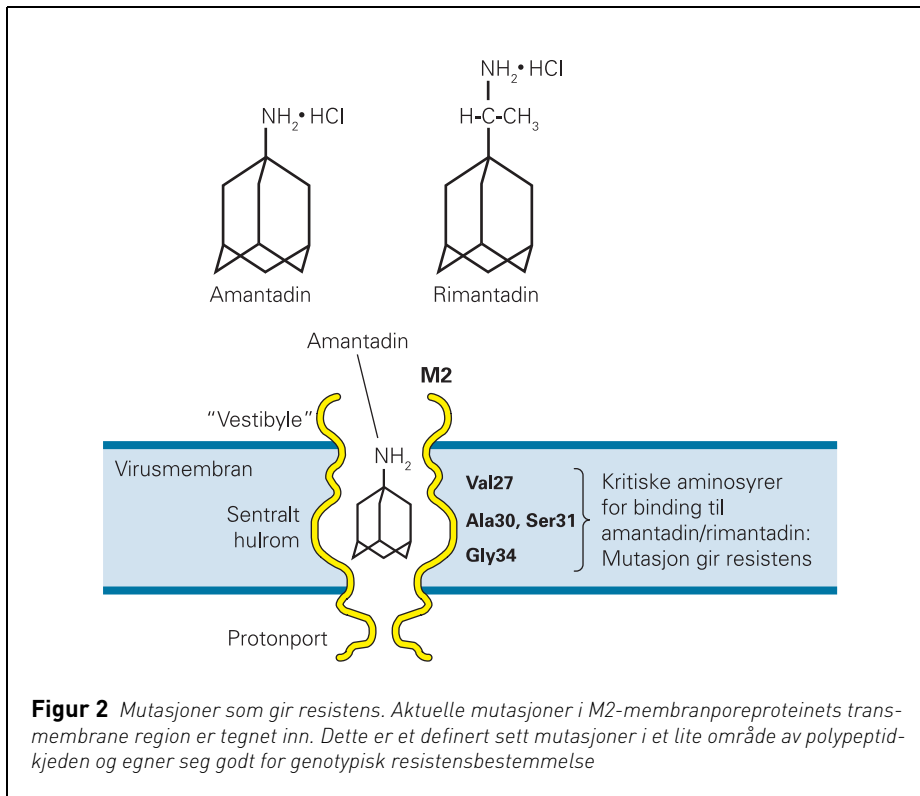 NH2• HCl
H-C-CH3
NH2• HCl
Amantadin
Rimantadin
Amantadin
M2
"Vestibyle"
NH2
Virusmembran
Sentralt
hulrom
Val27
Ala30, Ser31
Gly34
Kritiske aminosyrer
for binding til
amantadin/rimantadin:
Mutasjon gir resistens
Protonport
Figur 2 Mutasjoner som gir resistens. Aktuelle mutasjoner i M2-membranporeproteinets trans-
membrane region er tegnet inn. Dette er et definert sett mutasjoner i et lite område av polypeptid-
kjeden og egner seg godt for genotypisk resistensbestemmelse